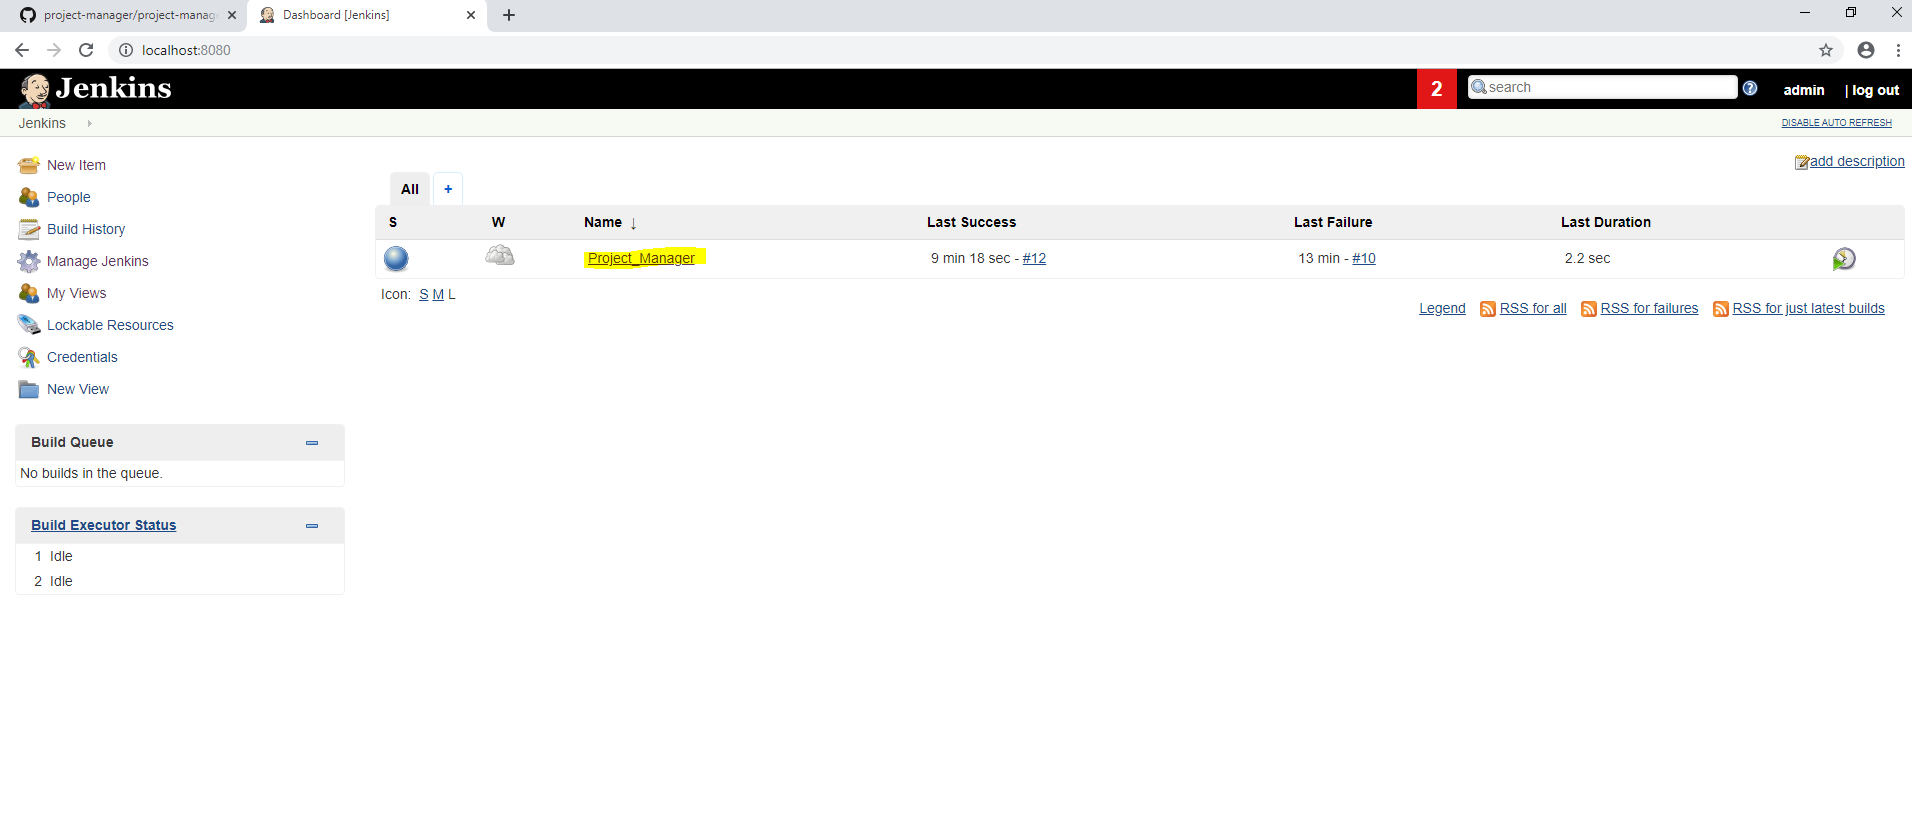 project-manager/project-manag
Dashboard [Jenkins]
localhost:8080
Jenkins
2
search
admin
| log out
Jenkins
DISABLE AUTO REFRESH
New Item
People
Build History
Manage Jenkins
My Views
Lockable Resources
Credentials
New View
add description
All
+
S W Name ↓ Last Success Last Failure Last Duration
Project_Manager 9 min 18 sec - #12 13 min - #10 2.2 sec
Icon: S M L
Legend RSS for all RSS for failures RSS for just latest builds
Build Queue
No builds in the queue.
Build Executor Status
1 Idle
2 Idle